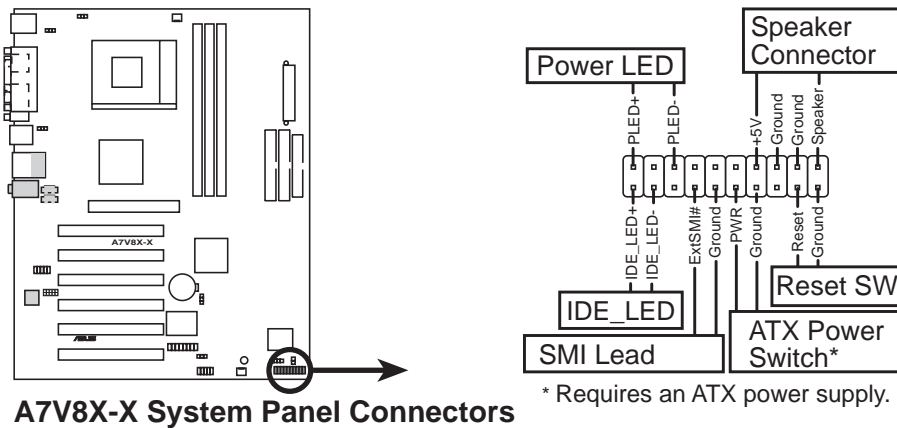 Speaker
Connector
Power LED
PLED+
PLED-
+5V
Ground
Ground
Speaker
IDE_LED+
IDE_LED-
ExtSMI#
Ground
PWR
Ground
Reset
Ground
IDE_LED
Reset SW
SMI Lead
ATX Power
Switch*
* Requires an ATX power supply.
A7V8X-X
ASUS
A7V8X-X System Panel Connectors